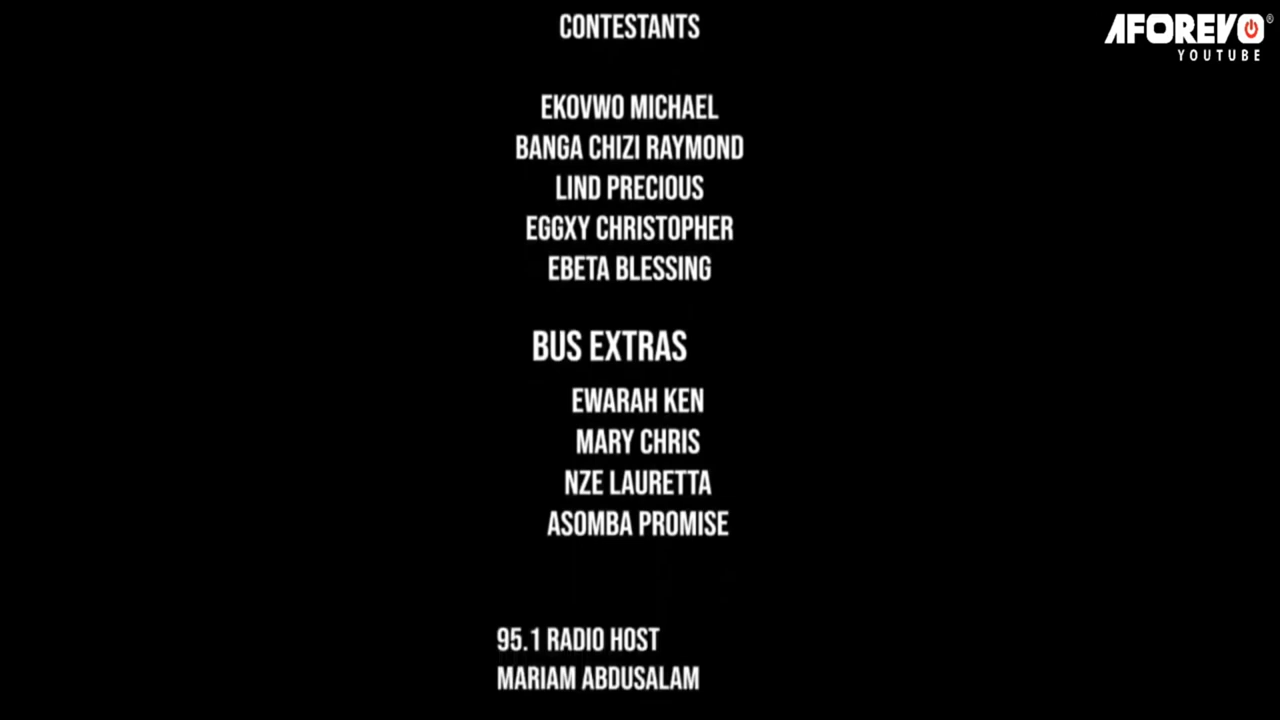 CONTESTANTS
AFOREVO®
YOUTUBE
EKOVWO MICHAEL
BANGA CHIZI RAYMOND
LIND PRECIOUS
EGGXY CHRISTOPHER
EBETA BLESSING
BUS EXTRAS
EWARAH KEN
MARY CHRIS
NZE LAURETTA
ASOMBA PROMISE
95.1 RADIO HOST
MARIAM ABDUSALAM